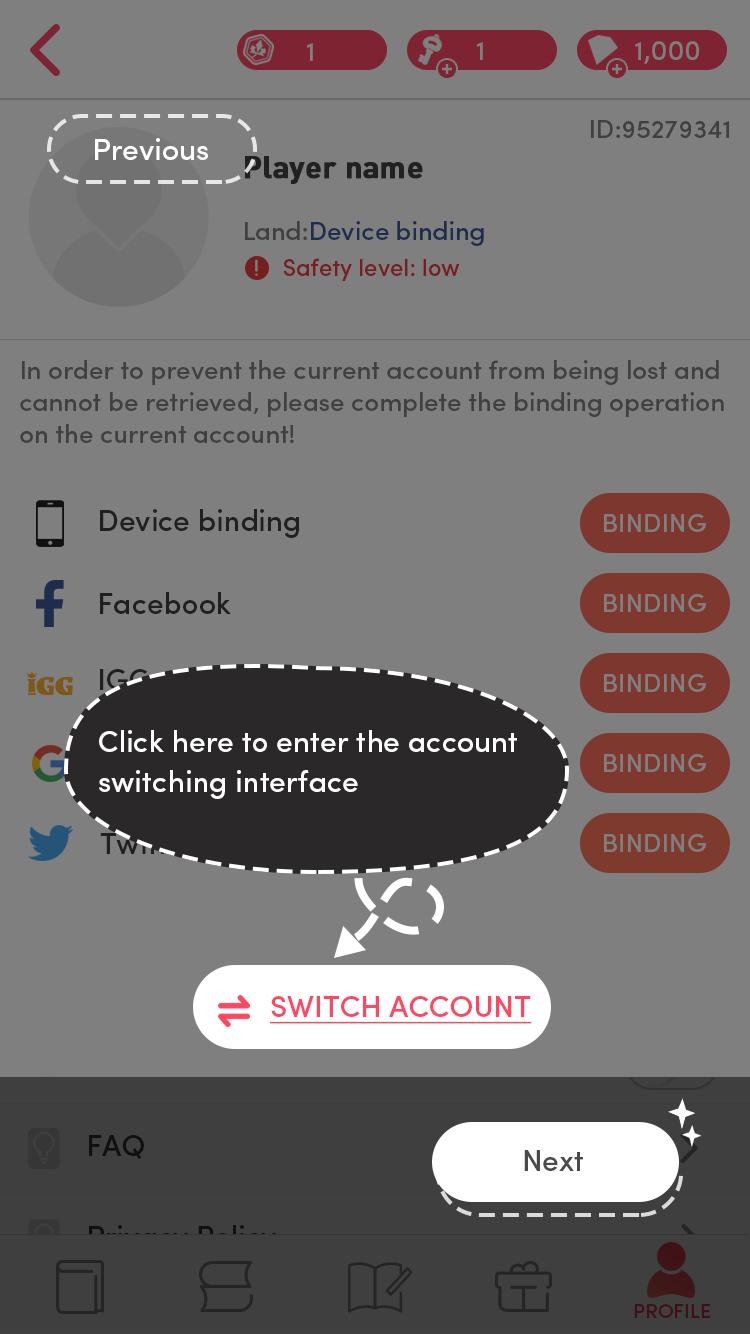 1
1
1,000
ID:95279341
Previous
Player name
Land:Device binding
Safety level: low
In order to prevent the current account from being lost and
cannot be retrieved, please complete the binding operation
on the current account!
Device binding
BINDING
Facebook
BINDING
IGG
IGG
BINDING
Click here to enter the account
switching interface
BINDING
BINDING
SWITCH ACCOUNT
FAQ
Next
Privacy Policy
PROFILE